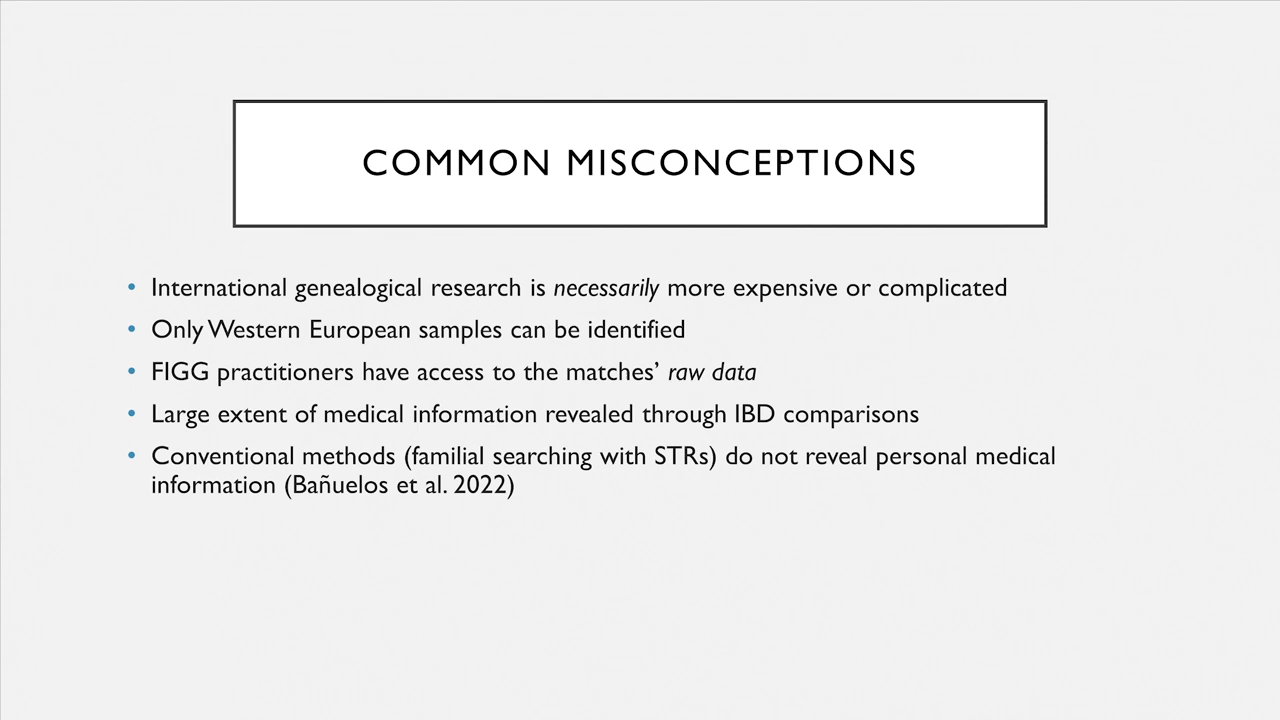 COMMON MISCONCEPTIONS
• International genealogical research is necessarily more expensive or complicated
• Only Western European samples can be identified
• FIGG practitioners have access to the matches’ raw data
• Large extent of medical information revealed through IBD comparisons
• Conventional methods (familial searching with STRs) do not reveal personal medical
information (Bañuelos et al. 2022)